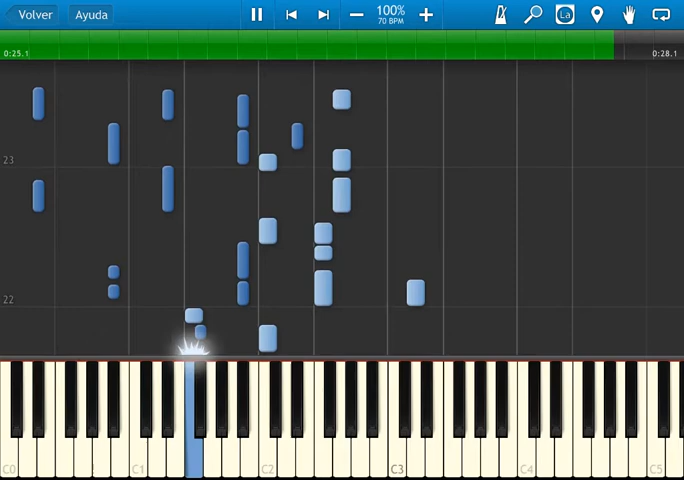 Volver Ayuda 100% La
70 BPM
0:25.1 0:28.1
23
22
C0 C1 C2 C3 C4 C5